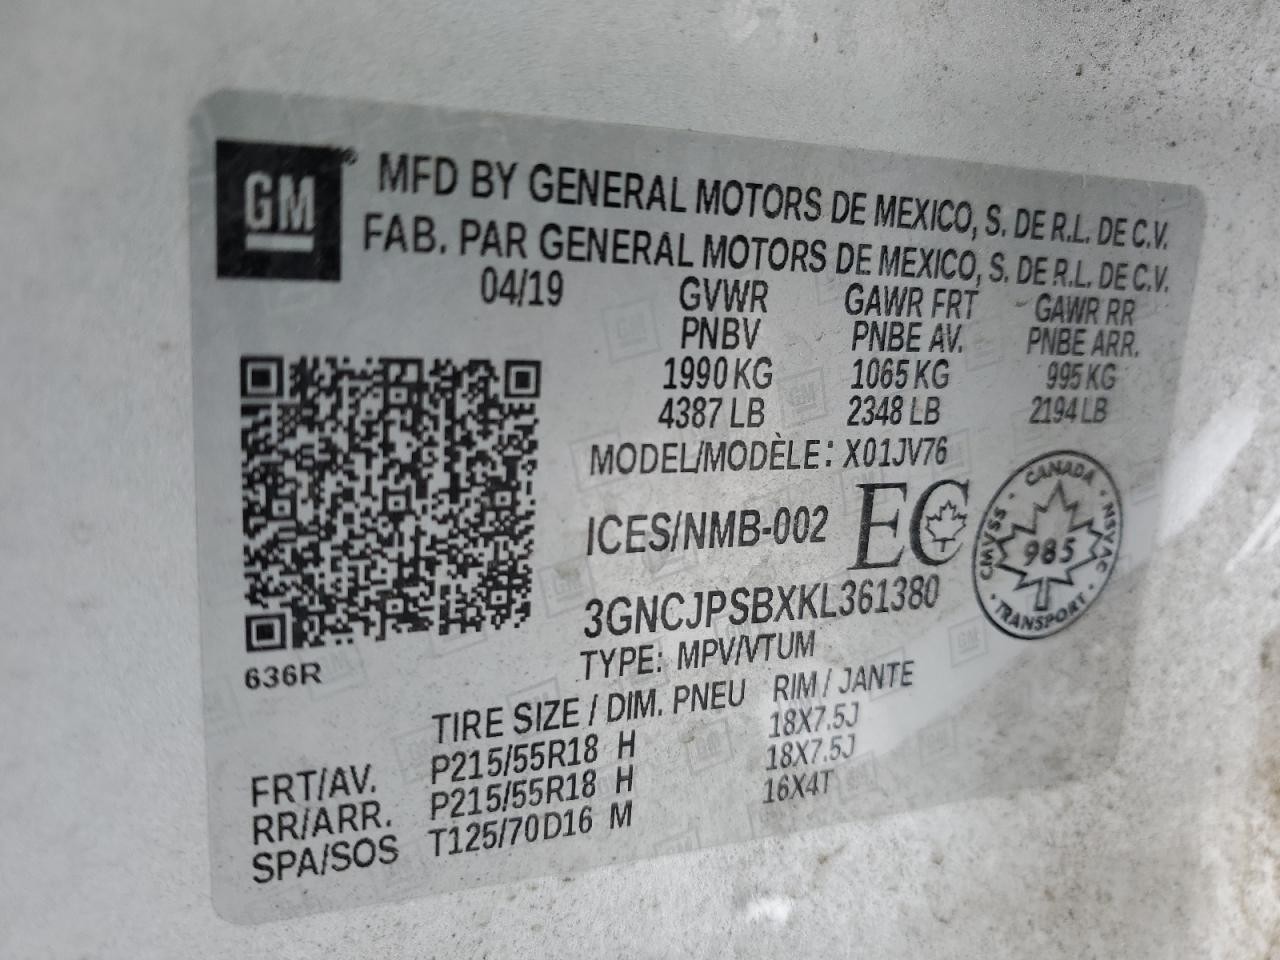 GM
MFD BY GENERAL MOTORS DE MEXICO, S. DE R.L. DE C.V.
FAB. PAR GENERAL MOTORS DE MEXICO, S. DE R.L. DE C.V.
04/19 GVWR GAWR FRT GAWR RR
PNBV PNBE AV. PNBE ARR.
1990 KG 1065 KG 995 KG
4387 LB 2348 LB 2194 LB
MODEL/MODÈLE: X01JV76
ICES/NMB-002 EC
CANADA
CMVSS 985 NSVAC
TRANSPORT
3GNCJPSBXKL361380
TYPE: MPV/VTUM
636R
TIRE SIZE / DIM. PNEU RIM / JANTE
FRT/AV. P215/55R18 H 18X7.5J
RR/ARR. P215/55R18 H 18X7.5J
SPA/SOS T125/70D16 M 16X4T